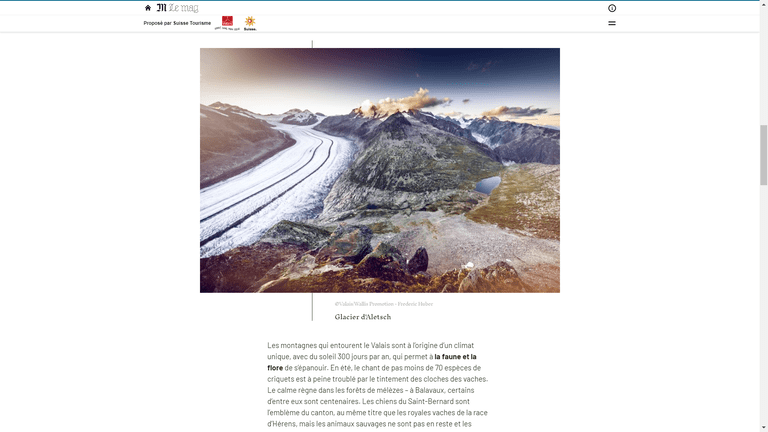 M Le mag
Proposé par Suisse Tourisme
Suisse.
@Valais/Wallis Promotion - Frederic Huber
Glacier d'Aletsch
Les montagnes qui entourent le Valais sont à l'origine d'un climat
unique, avec du soleil 300 jours par an, qui permet à la faune et la
flore de s'épanouir. En été, le chant de pas moins de 70 espèces de
criquets est à peine troublé par le tintement des cloches des vaches.
Le calme règne dans les forêts de mélèzes – à Balavaux, certains
d'entre eux sont centenaires. Les chiens du Saint-Bernard sont
l'emblème du canton, au même titre que les royales vaches de la race
d'Hérens, mais les animaux sauvages ne sont pas en reste et les